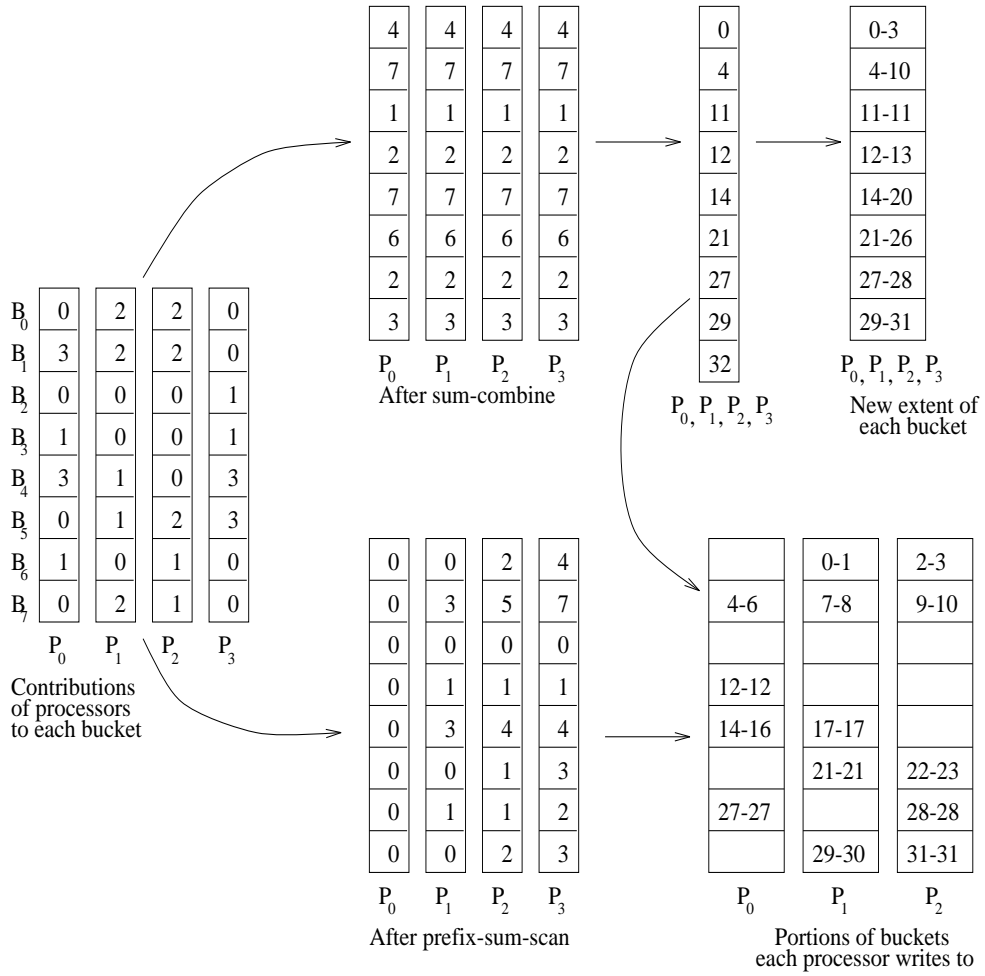 4 4 4 4
7 7 7 7
1 1 1 1
2 2 2 2
7 7 7 7
6 6 6 6
2 2 2 2
3 3 3 3
P0 P1 P2 P3
After sum-combine
0
4
11
12
14
21
27
29
32
P0, P1, P2, P3
0-3
4-10
11-11
12-13
14-20
21-26
27-28
29-31
P0, P1, P2, P3
New extent of
each bucket
B0 0 2 2 0
B1 3 2 2 0
B2 0 0 0 1
B3 1 0 0 1
B4 3 1 0 3
B5 0 1 2 3
B6 1 0 1 0
B7 0 2 1 0
P0 P1 P2 P3
Contributions
of processors
to each bucket
0 0 2 4
0 3 5 7
0 0 0 0
0 1 1 1
0 3 4 4
0 0 1 3
0 1 1 2
0 0 2 3
P0 P1 P2 P3
After prefix-sum-scan
0-1 2-3
4-6 7-8 9-10
12-12
14-16 17-17
21-21 22-23
27-27 28-28
29-30 31-31
P0 P1 P2
Portions of buckets
each processor writes to